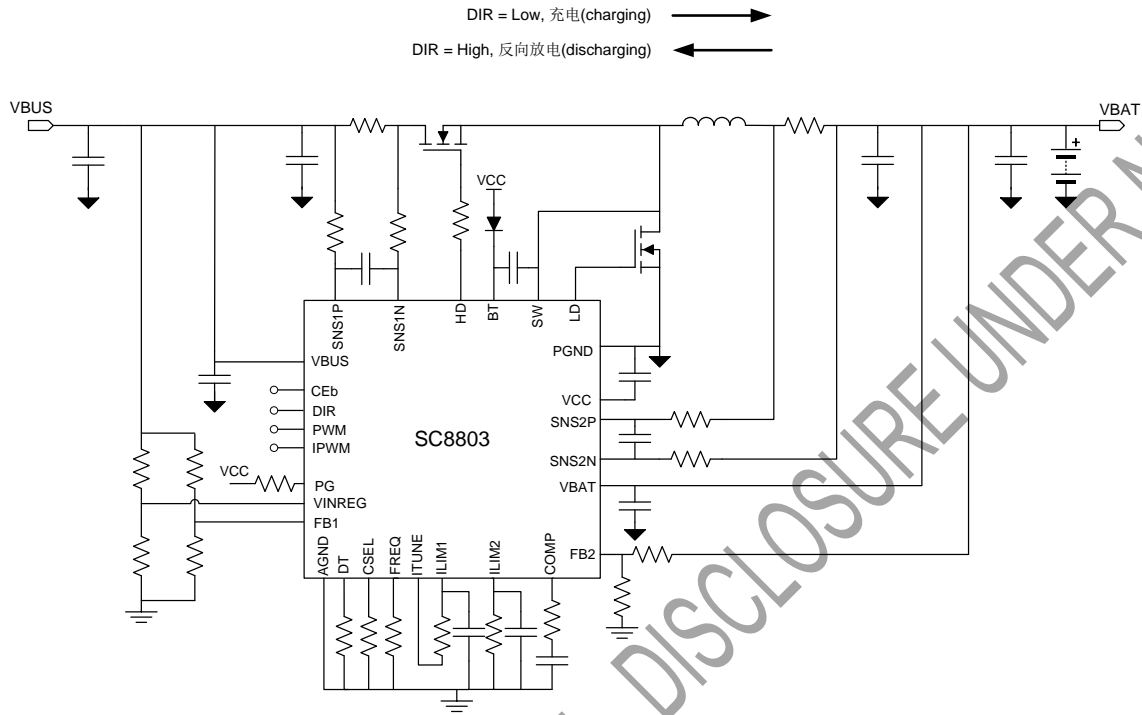 DIR = Low, 充电(charging)
DIR = High, 反向放电(discharging)
VBUS
VBAT
VCC
SNS1P
SNS1N
HD
BT
SW
LD
VBUS
PGND
CEb
VCC
DIR
SNS2P
PWM
SC8803
IPWM
SNS2N
VCC
PG
VBAT
VINREG
FB1
FB2
AGND
DT
CSEL
FREQ
ITUNE
ILIM1
ILIM2
COMP
DISCLOSURE UNDER